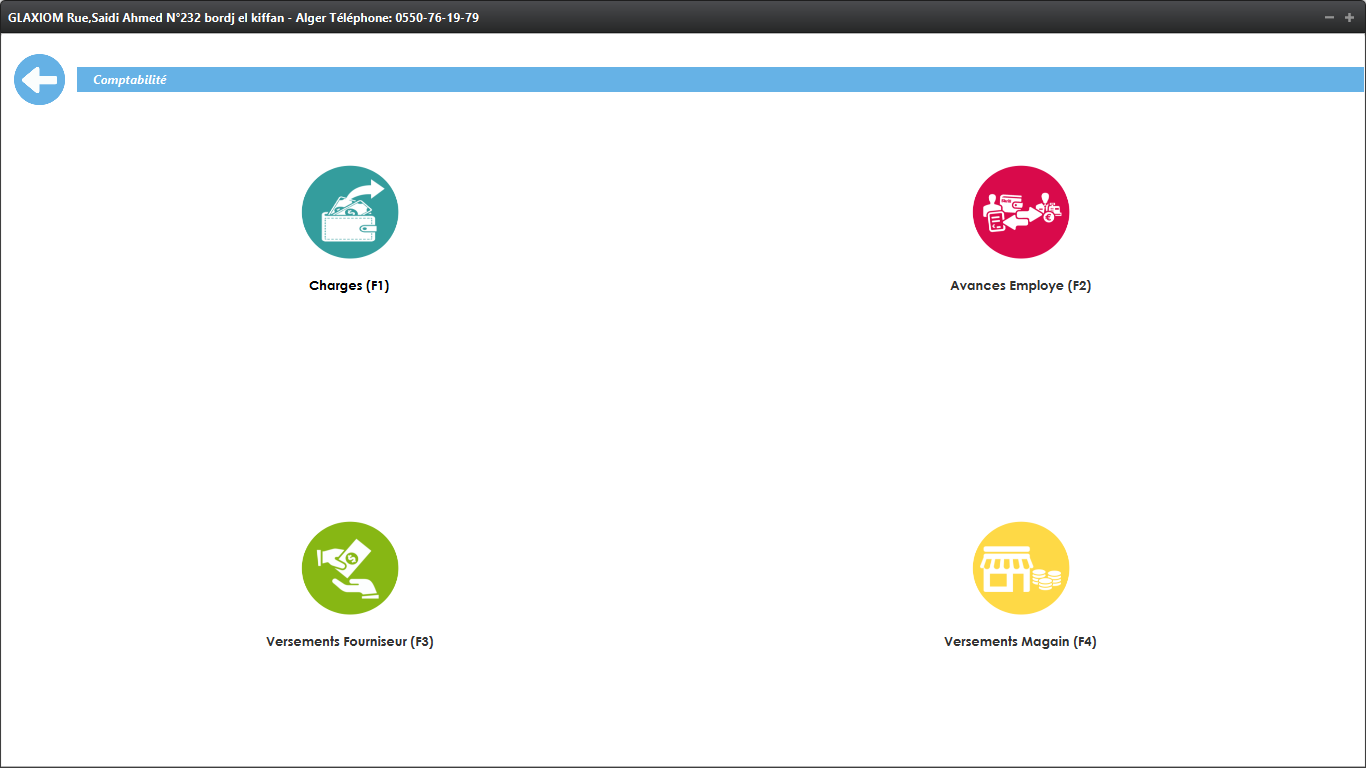 GLAXIOM Rue,Saidi Ahmed N°232 bordj el kiffan - Alger Téléphone: 0550-76-19-79
Comptabilité
Charges (F1)
Avances Employe (F2)
Versements Fourniseur (F3)
Versements Magain (F4)